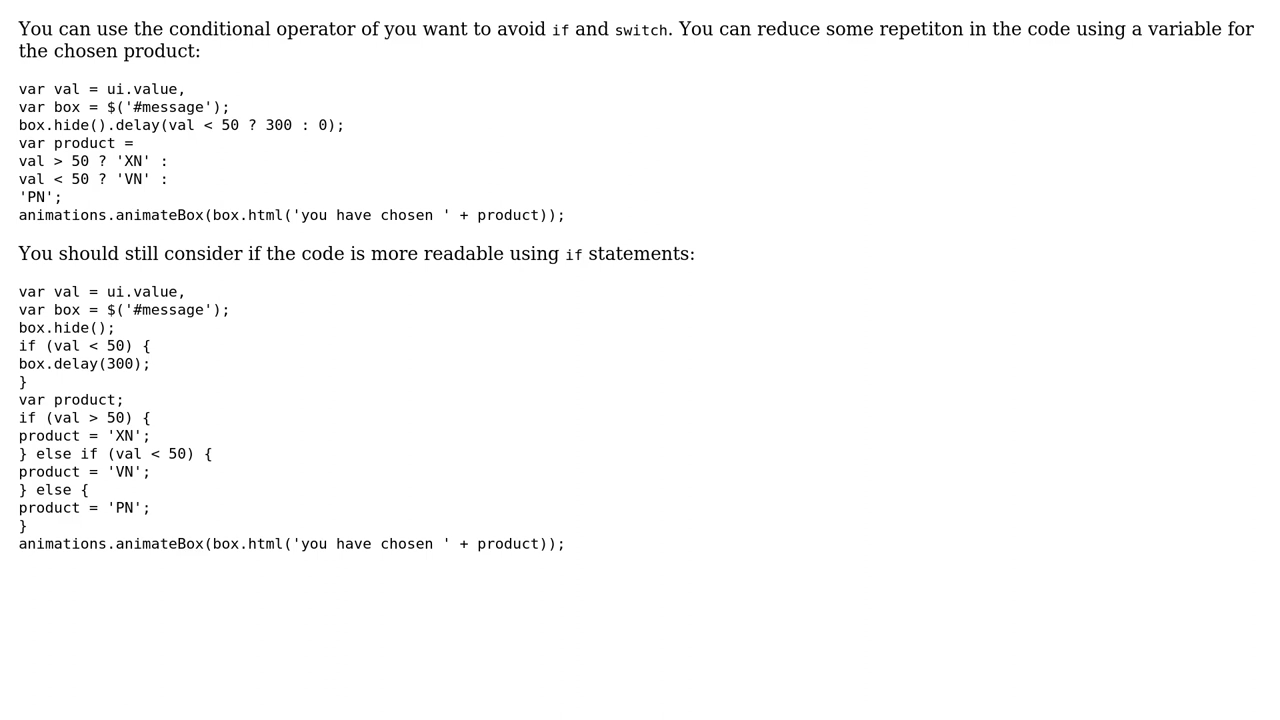 You can use the conditional operator of you want to avoid if and switch. You can reduce some repetiton in the code using a variable for
the chosen product:
var val = ui.value,
var box = $('#message');
box.hide().delay(val < 50 ? 300 : 0);
var product =
val > 50 ? 'XN' :
val < 50 ? 'VN' :
'PN';
animations.animateBox(box.html('you have chosen ' + product));
You should still consider if the code is more readable using if statements:
var val = ui.value,
var box = $('#message');
box.hide();
if (val < 50) {
box.delay(300);
}
var product;
if (val > 50) {
product = 'XN';
} else if (val < 50) {
product = 'VN';
} else {
product = 'PN';
}
animations.animateBox(box.html('you have chosen ' + product));